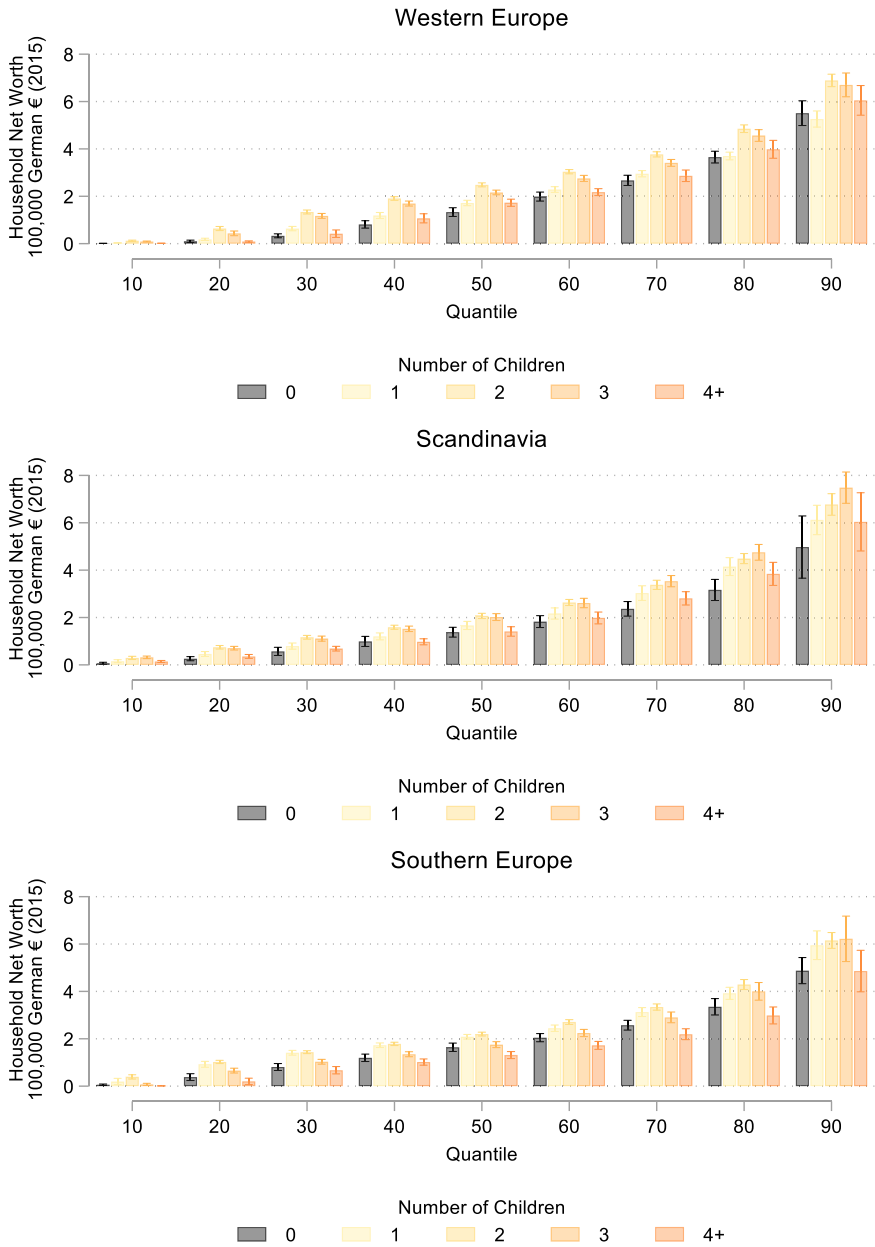 Western Europe
Household Net Worth
100,000 German € (2015)
8
6
4
2
0
10 20 30 40 50 60 70 80 90
Quantile
Number of Children
0 1 2 3 4+
Scandinavia
Household Net Worth
100,000 German € (2015)
8
6
4
2
0
10 20 30 40 50 60 70 80 90
Quantile
Number of Children
0 1 2 3 4+
Southern Europe
Household Net Worth
100,000 German € (2015)
8
6
4
2
0
10 20 30 40 50 60 70 80 90
Quantile
Number of Children
0 1 2 3 4+